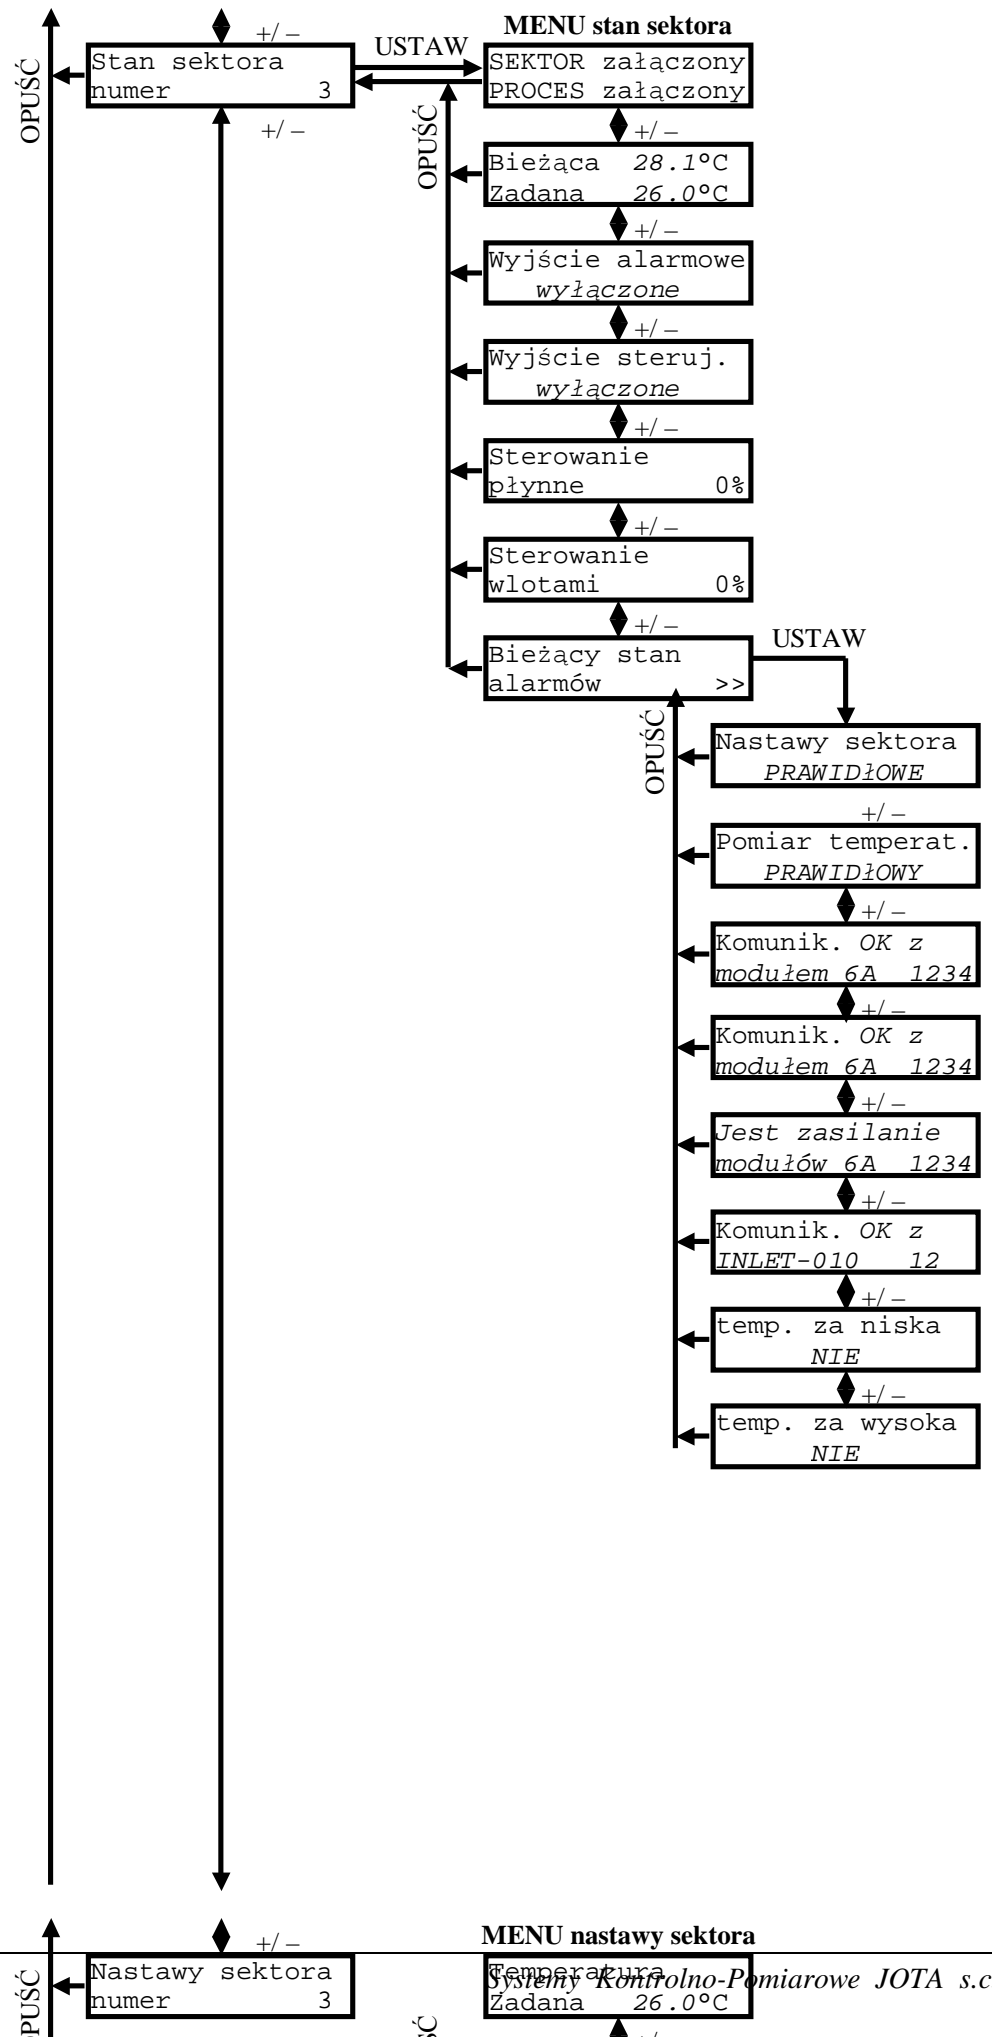 MENU stan sektora
+/ –
USTAW
OPUŚĆ
Stan sektora
numer 3
SEKTOR załączony
PROCES załączony
+/ –
OPUŚĆ
+/ –
Bieżąca 28.1°C
Zadana 26.0°C
+/ –
Wyjście alarmowe
wyłączone
+/ –
Wyjście steruj.
wyłączone
+/ –
Sterowanie
płynne 0%
+/ –
Sterowanie
wlotami 0%
+/ –
USTAW
Bieżący stan
alarmów >>
OPUŚĆ
Nastawy sektora
PRAWIDłOWE
+/ –
Pomiar temperat.
PRAWIDłOWY
+/ –
Komunik. OK z
modułem 6A 1234
+/ –
Komunik. OK z
modułem 6A 1234
+/ –
Jest zasilanie
modułów 6A 1234
+/ –
Komunik. OK z
INLET-010 12
+/ –
temp. za niska
NIE
+/ –
temp. za wysoka
NIE
MENU nastawy sektora
+/ –
Nastawy sektora
numer 3
Temperatura
Zadana 26.0°C
Systemy Kontrolno-Pomiarowe JOTA s.c